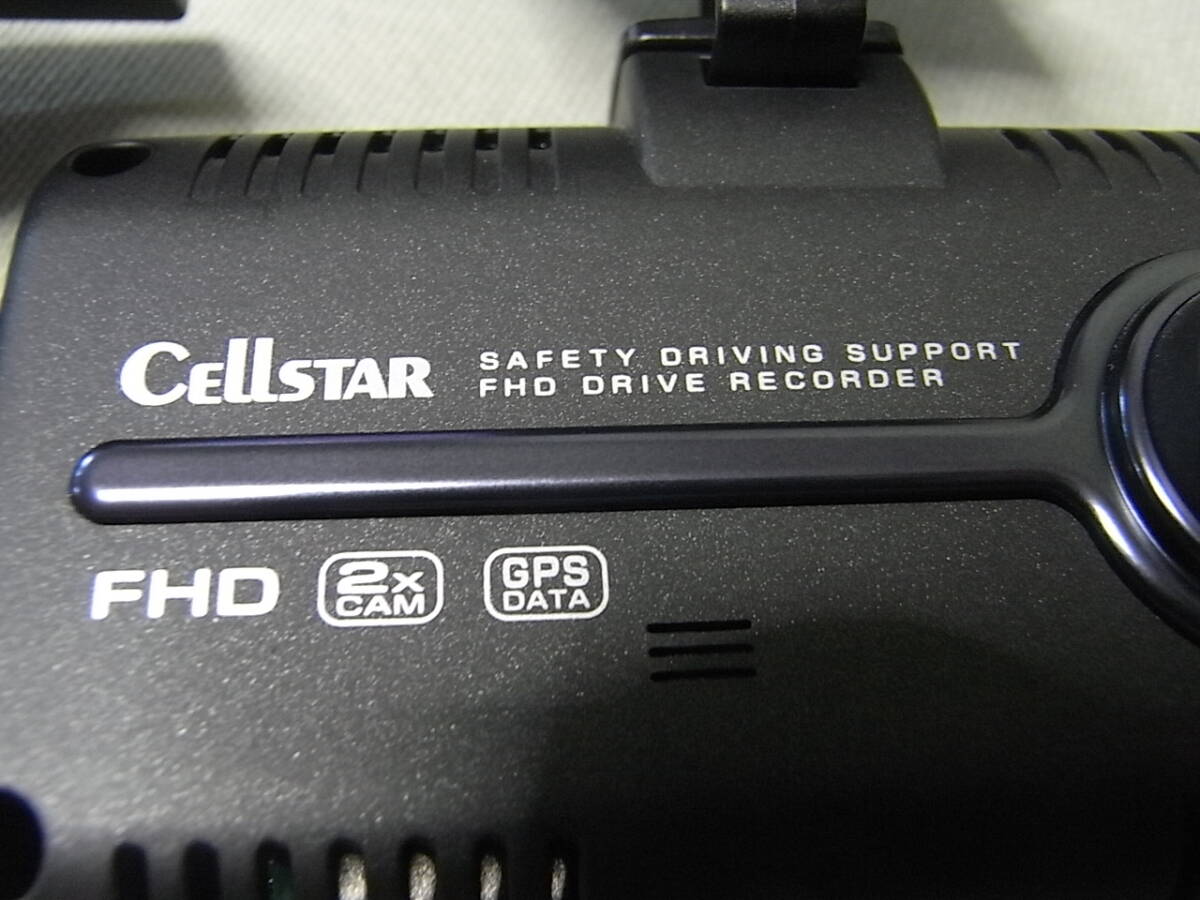 CELLSTAR
SAFETY DRIVING SUPPORT
FHD DRIVE RECORDER
FHD
2x
CAM
GPS
DATA